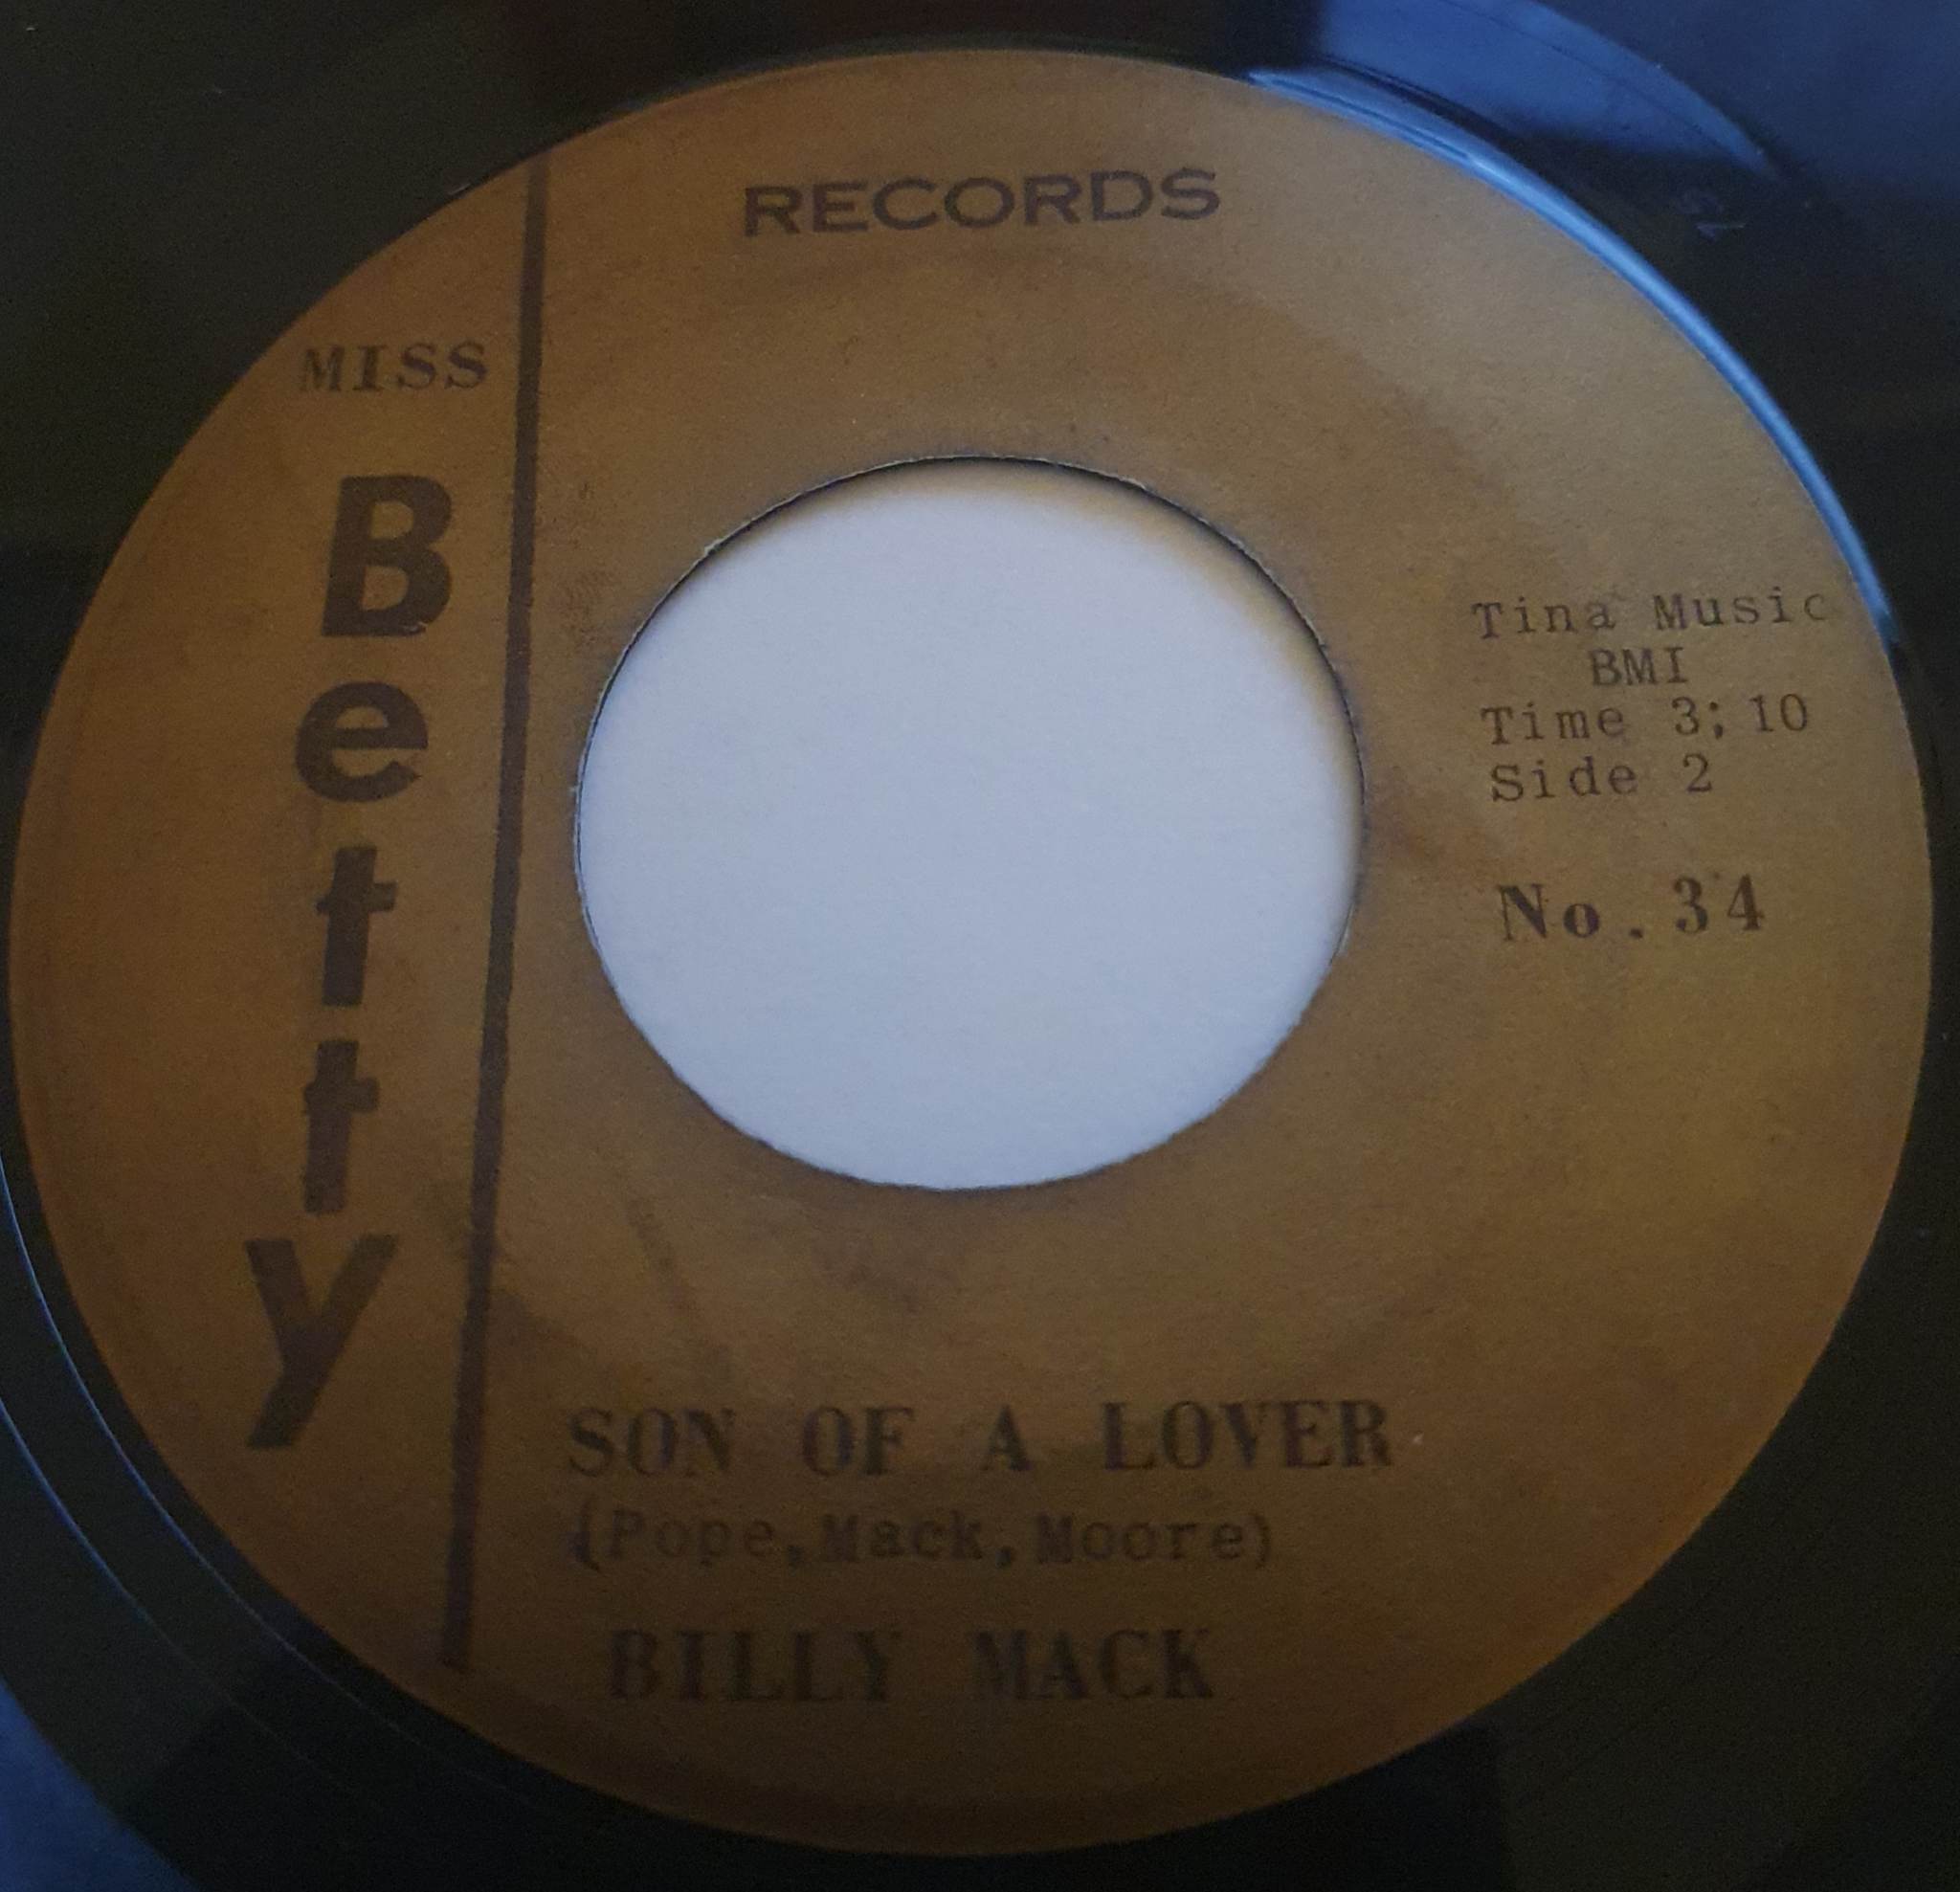 RECORDS
MISS
Betty
Tina Music
BMI
Time 3;10
Side 2
No.34
SON OF A LOVER
(Pope,Mack,Moore)
BILLY MACK